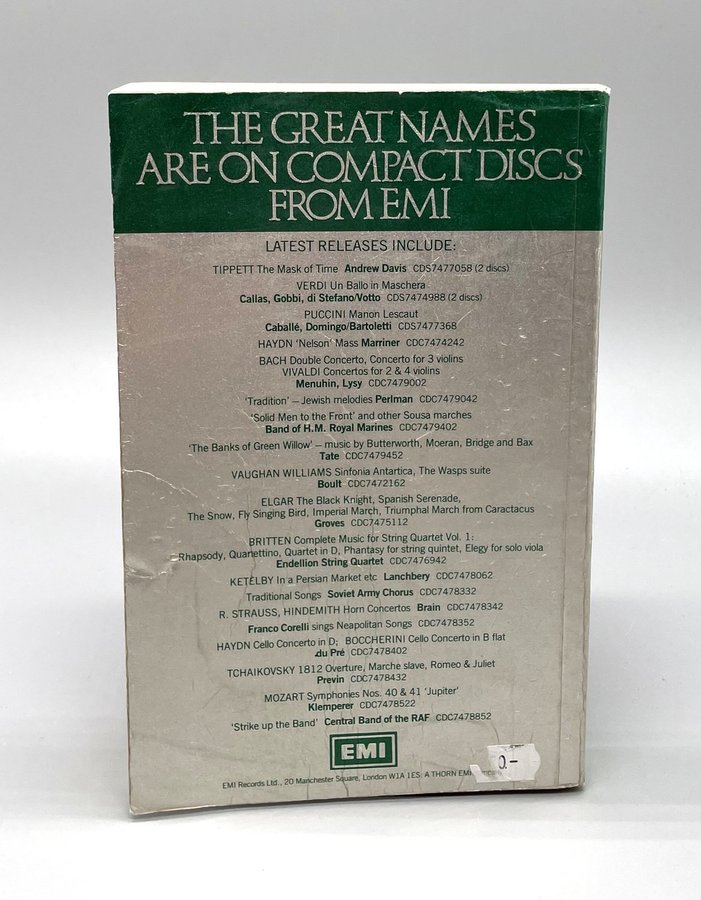 THE GREAT NAMES
ARE ON COMPACT DISCS
FROM EMI
LATEST RELEASES INCLUDE:
TIPPETT The Mask of Time Andrew Davis CDS7477058 (2 discs)
VERDI Un Ballo in Maschera
Callas, Gobbi, di Stefano/Votto CDS7474988 (2 discs)
PUCCINI Manon Lescaut
Caballé, Domingo/Bartoletti CDS7477368
HAYDN 'Nelson' Mass Marriner CDC7474242
BACH Double Concerto, Concerto for 3 violins
VIVALDI Concertos for 2 & 4 violins
Menuhin, Lysy CDC7479002
'Tradition' – Jewish melodies Perlman CDC7479042
'Solid Men to the Front' and other Sousa marches
Band of H.M. Royal Marines CDC7479402
'The Banks of Green Willow' – music by Butterworth, Moeran, Bridge and Bax
Tate CDC7479452
VAUGHAN WILLIAMS Sinfonia Antartica, The Wasps suite
Boult CDC7472162
ELGAR The Black Knight, Spanish Serenade,
The Snow, Fly Singing Bird, Imperial March, Triumphal March from Caractacus
Groves CDC7475112
BRITTEN Complete Music for String Quartet Vol. 1:
Rhapsody, Quartettino, Quartet in D, Phantasy for string quintet, Elegy for solo viola
Endellion String Quartet CDC7476942
KETÈLBY In a Persian Market etc Lanchbery CDC7478062
Traditional Songs Soviet Army Chorus CDC7478332
R. STRAUSS, HINDEMITH Horn Concertos Brain CDC7478342
Franco Corelli sings Neapolitan Songs CDC7478352
HAYDN Cello Concerto in D; BOCCHERINI Cello Concerto in B flat
du Pré CDC7478402
TCHAIKOVSKY 1812 Overture, Marche slave, Romeo & Juliet
Previn CDC7478432
MOZART Symphonies Nos. 40 & 41 'Jupiter'
Klemperer CDC7478522
'Strike up the Band' Central Band of the RAF CDC7478852
EMI
0.–
EMI Records Ltd., 20 Manchester Square, London W1A 1ES. A THORN EMI